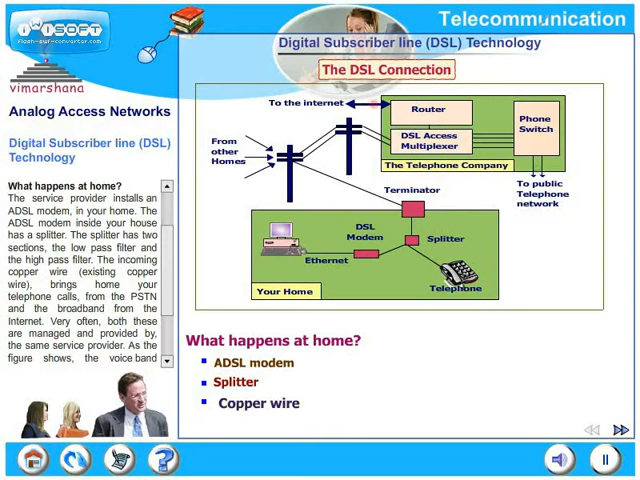 Telecommunication
iWiSOFT
flash-swf-converter.com
Digital Subscriber line (DSL) Technology
The DSL Connection
vimarshana
Analog Access Networks
Digital Subscriber line (DSL)
Technology
What happens at home?
The service provider installs an
ADSL modem, in your home. The
ADSL modem inside your house
has a splitter. The splitter has two
sections, the low pass filter and
the high pass filter. The incoming
copper wire (existing copper
wire), brings home your
telephone calls, from the PSTN
and the broadband from the
Internet. Very often, both these
are managed and provided by,
the same service provider. As the
figure shows, the voice band
To the internet
Router
DSL Access
Multiplexer
Phone
Switch
The Telephone Company
From
other
Homes
To public
Telephone
network
Terminator
DSL
Modem
Splitter
Ethernet
Telephone
Your Home
What happens at home?
ADSL modem
Splitter
Copper wire